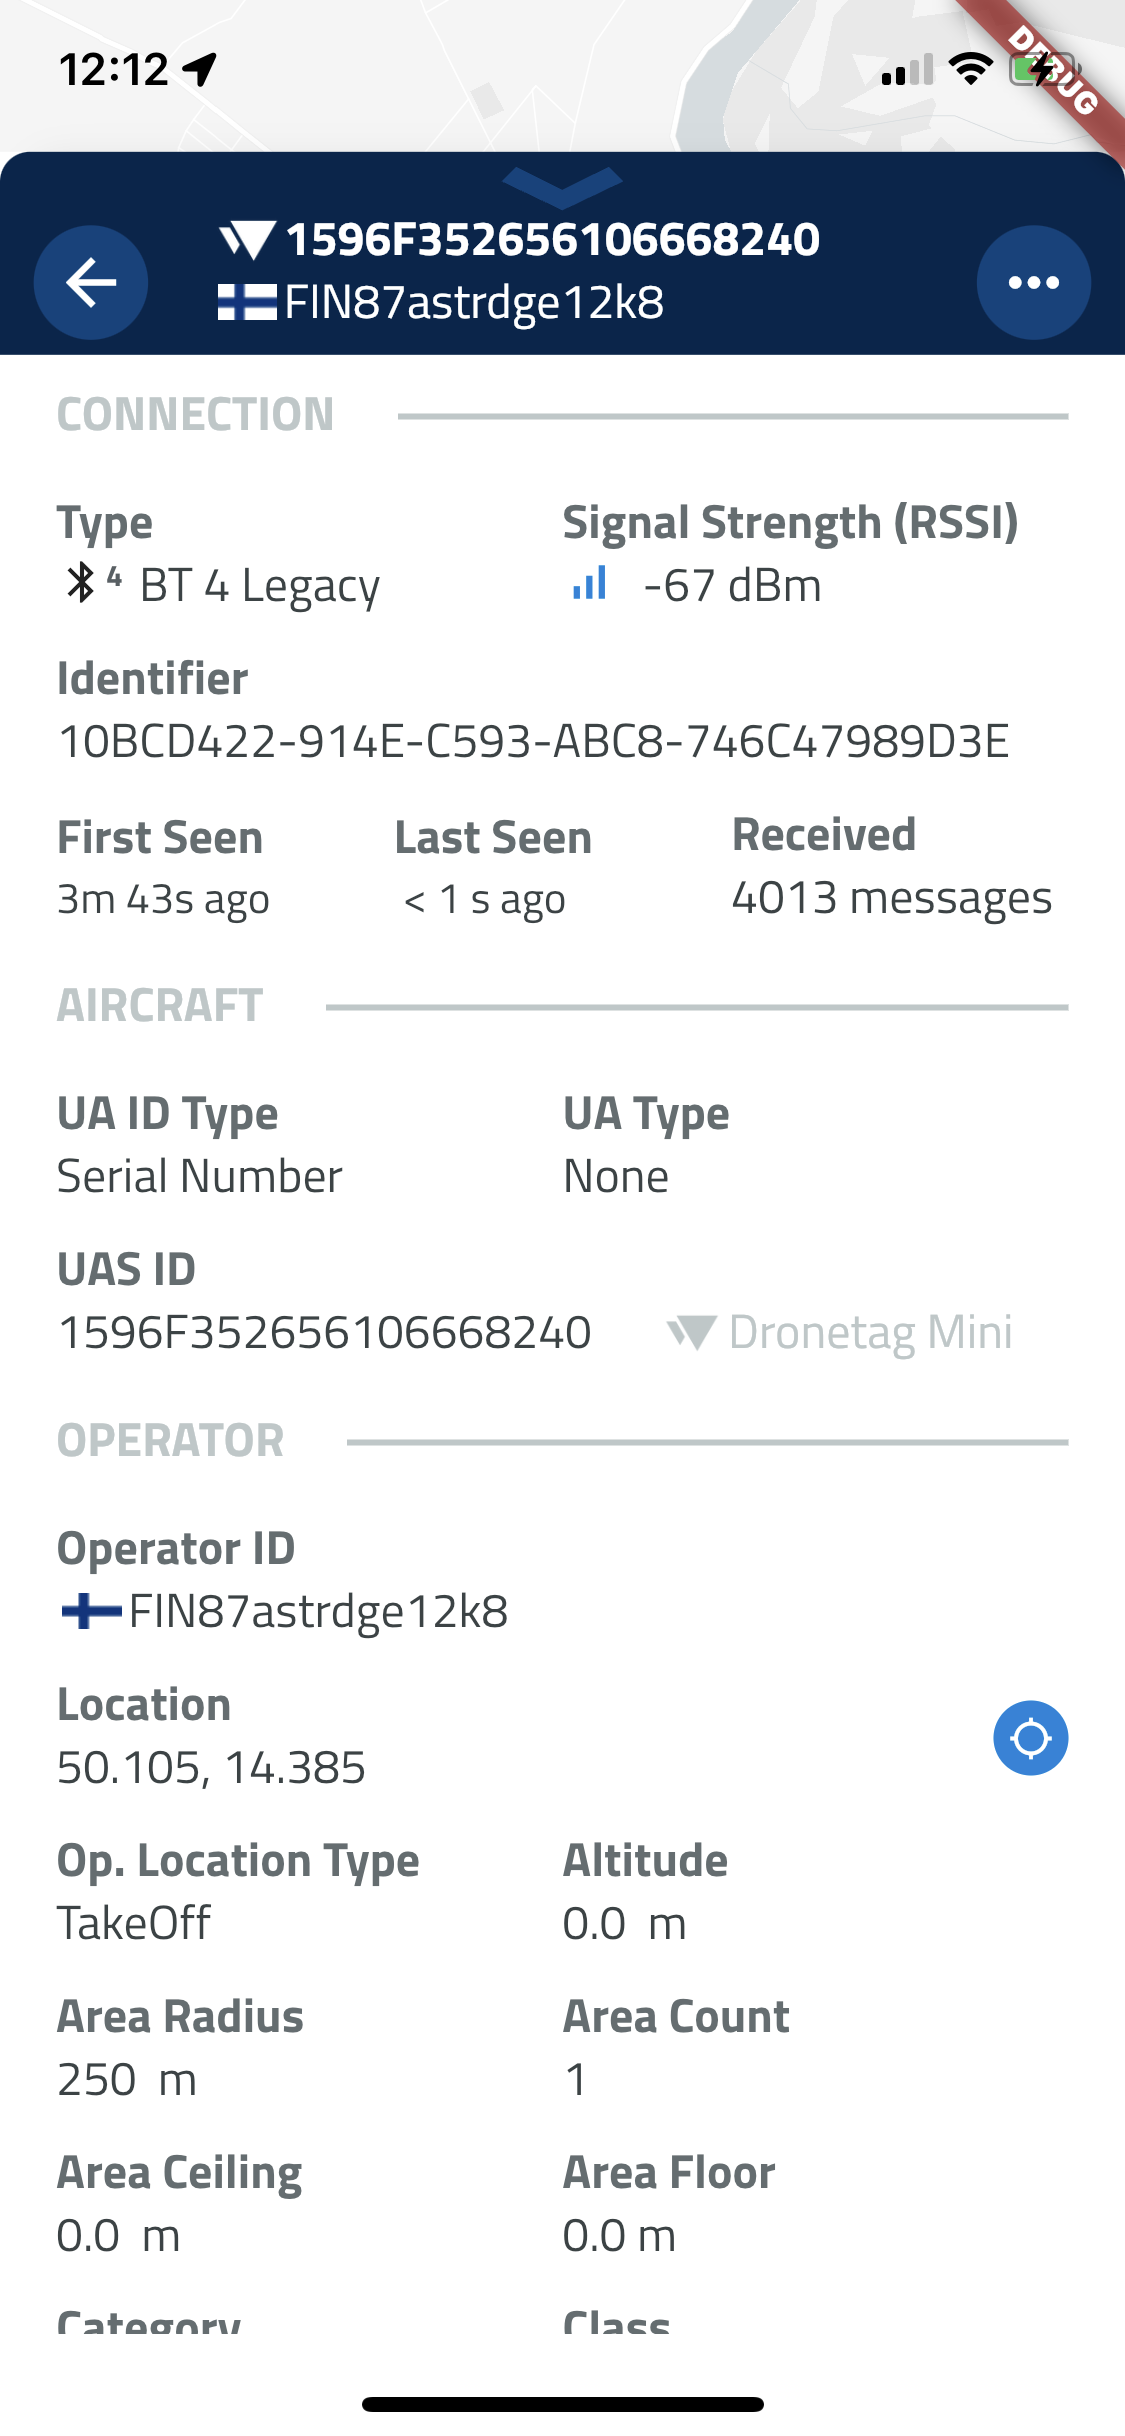 12:12
DEBUG
1596F352656106668240
FIN87astrdge12k8
CONNECTION
Type Signal Strength (RSSI)
4 BT 4 Legacy -67 dBm
Identifier
10BCD422-914E-C593-ABC8-746C47989D3E
First Seen Last Seen Received
3m 43s ago < 1 s ago 4013 messages
AIRCRAFT
UA ID Type UA Type
Serial Number None
UAS ID
1596F352656106668240 Dronetag Mini
OPERATOR
Operator ID
FIN87astrdge12k8
Location
50.105, 14.385
Op. Location Type Altitude
TakeOff 0.0 m
Area Radius Area Count
250 m 1
Area Ceiling Area Floor
0.0 m 0.0 m
Category Class